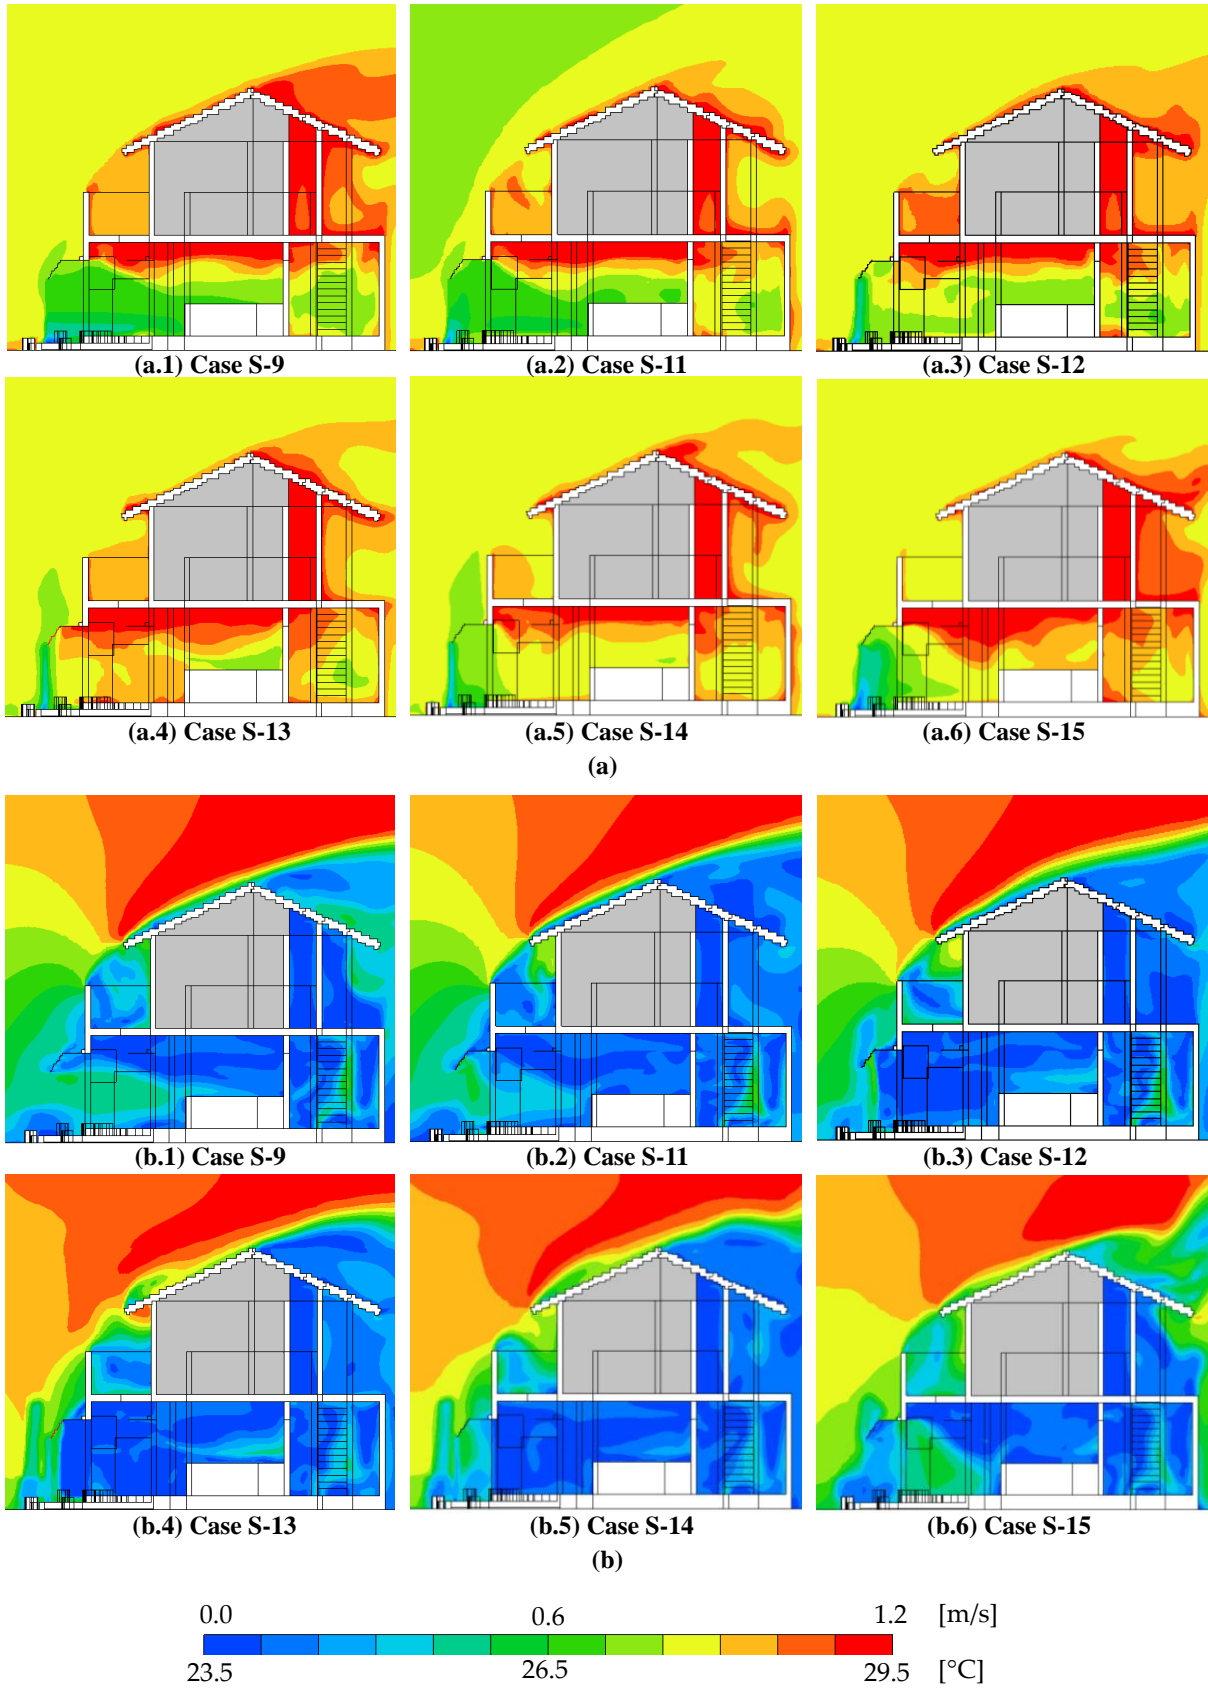 (a.1) Case S-9 (a.2) Case S-11 (a.3) Case S-12
(a.4) Case S-13 (a.5) Case S-14 (a.6) Case S-15
(a)
(b.1) Case S-9 (b.2) Case S-11 (b.3) Case S-12
(b.4) Case S-13 (b.5) Case S-14 (b.6) Case S-15
(b)
0.0 0.6 1.2 [m/s]
23.5 26.5 29.5 [°C]